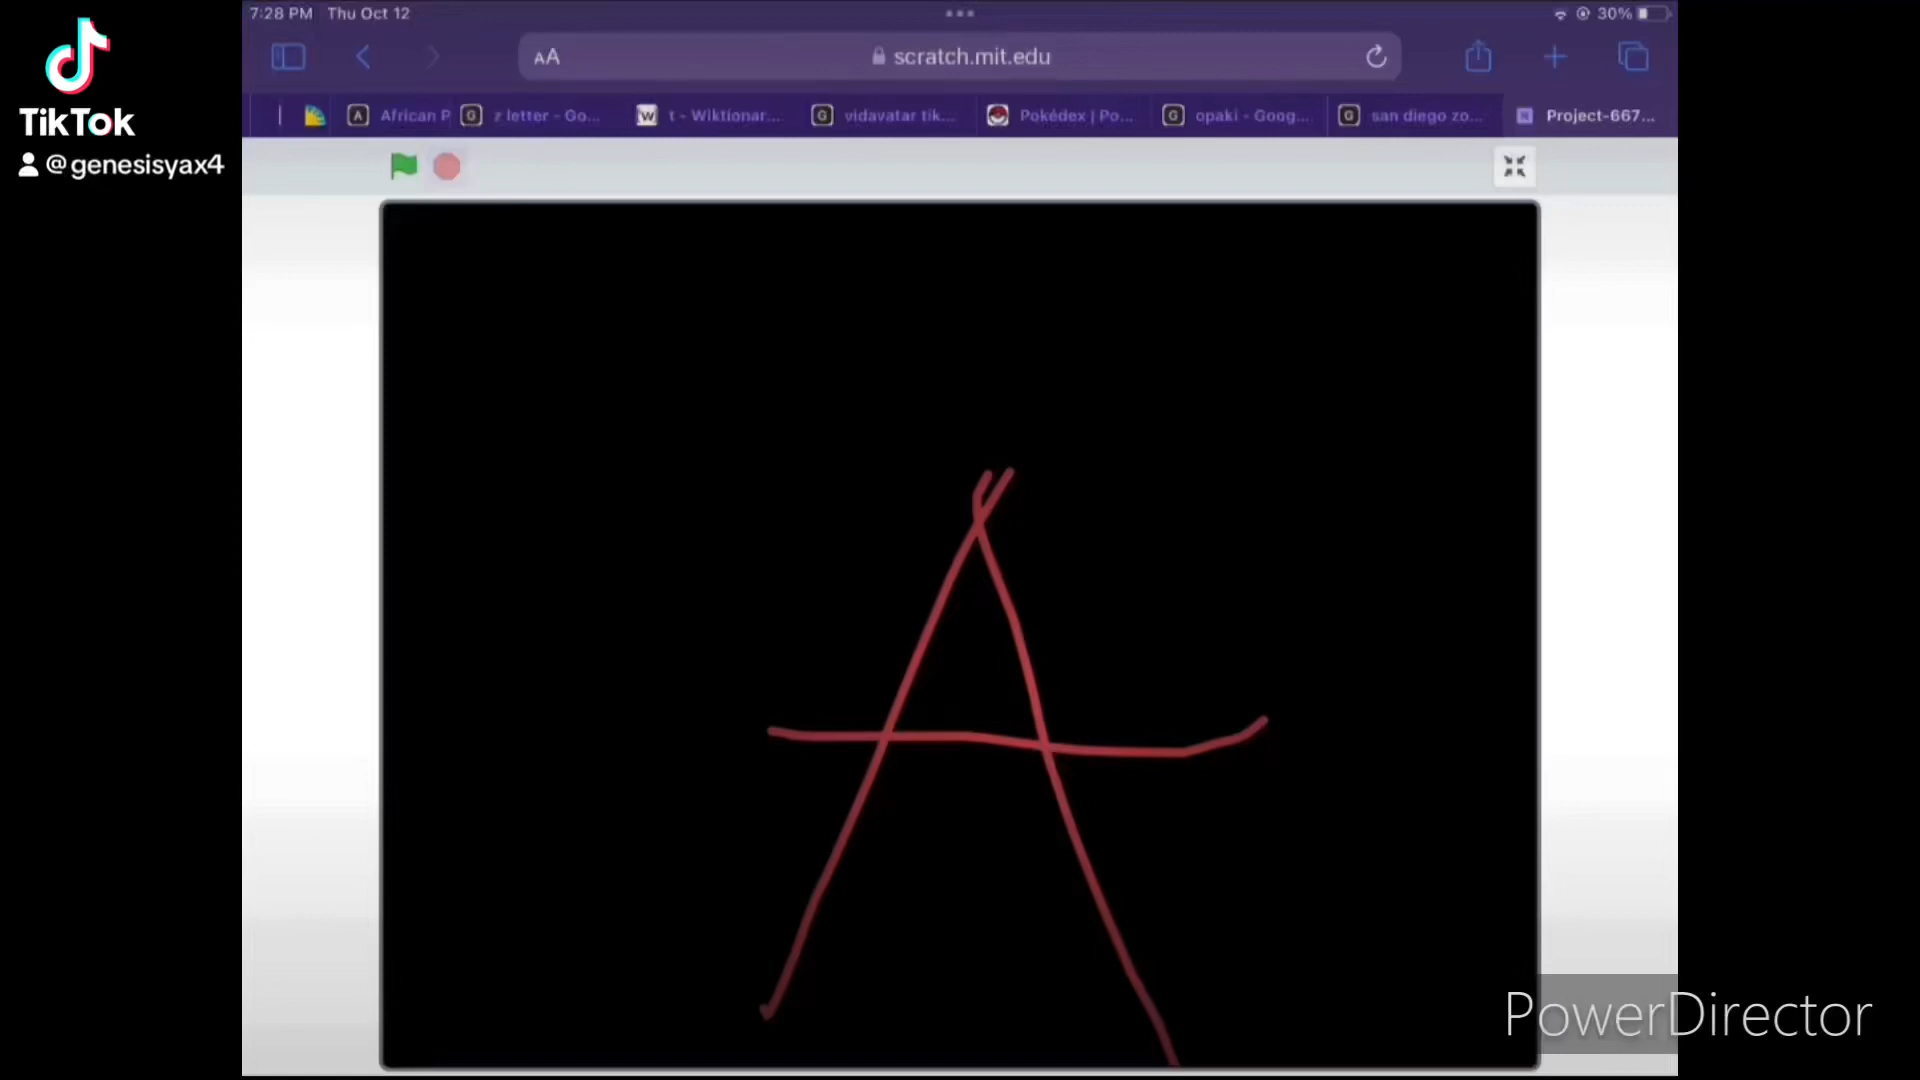 7:28 PM Thu Oct 12
30%
TikTok
@genesisyax4
AA scratch.mit.edu
African P z letter - Go... t - Wiktionar... vidavatar tik... Pokédex | Po... opaki - Goog... san diego zo... Project-667...
A
PowerDirector